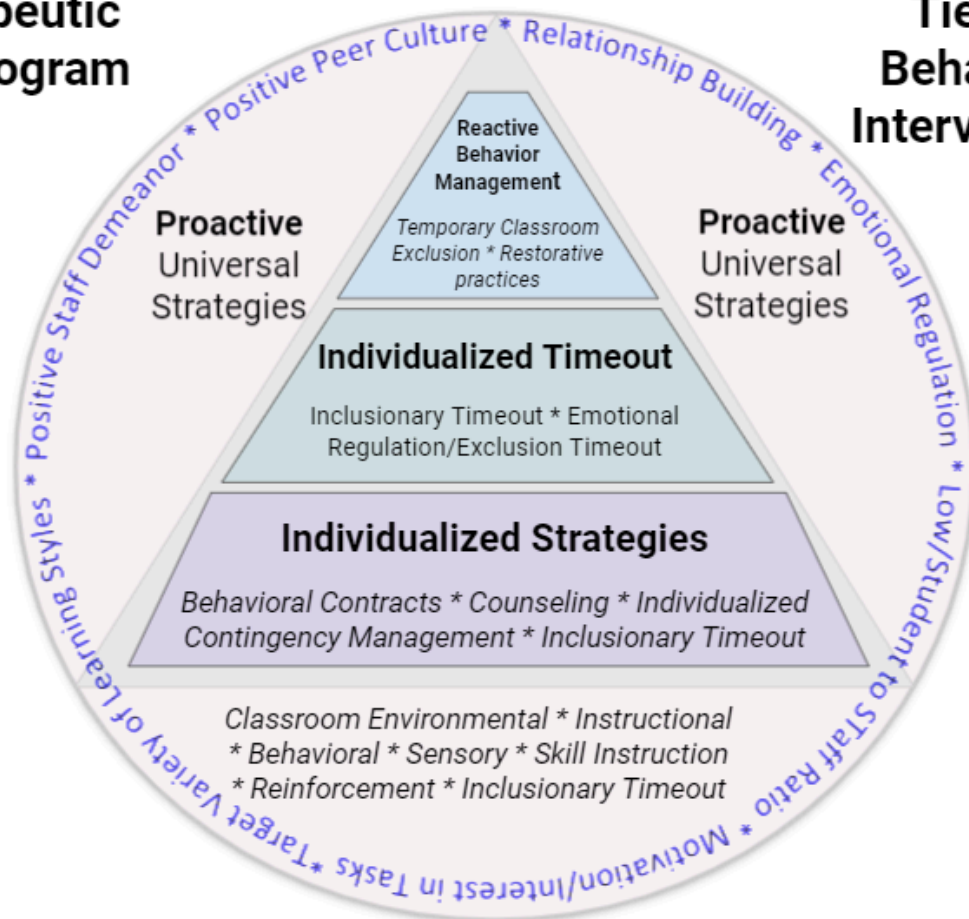 peutic
ogram
Tie
Beha
Interv
Positive Peer Culture * Relationship Building * Emotional Regulation * Low/Student to STaff Ratio * Motivation/Interest in Tasks *Target Variety of Learning Styles * Positive Staff Demeanor *
Reactive
Behavior
Management
Temporary Classroom
Exclusion * Restorative
practices
Proactive
Universal
Strategies
Proactive
Universal
Strategies
Individualized Timeout
Inclusionary Timeout * Emotional
Regulation/Exclusion Timeout
Individualized Strategies
Behavioral Contracts * Counseling * Individualized
Contingency Management * Inclusionary Timeout
Classroom Environmental * Instructional
* Behavioral * Sensory * Skill Instruction
* Reinforcement * Inclusionary Timeout